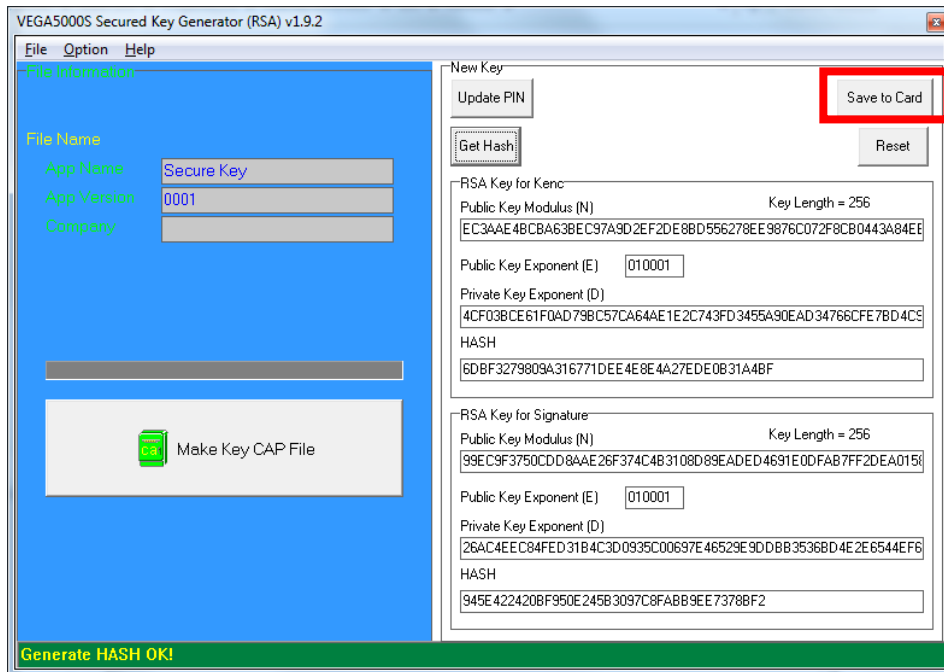 VEGA5000S Secured Key Generator (RSA) v1.9.2
File Option Help
File Information
File Name
App Name Secure Key
App Version 0001
Company
Make Key CAP File
New Key
Update PIN Save to Card
Get Hash Reset
RSA Key for Kenc
Public Key Modulus (N) Key Length = 256
EC3AAE4BCBA63BEC97A9D2EF2DE8BD556278EE9876C072F8CB0443A84EE
Public Key Exponent (E) 010001
Private Key Exponent (D)
4CF03BCE61F0AD79BC57CA64AE1E2C743FD3455A90EAD34766CFE7BD4C9
HASH
6DBF3279809A316771DEE4E8E4A27EDE0B31A4BF
RSA Key for Signature
Public Key Modulus (N) Key Length = 256
99EC9F3750CDD8AAE26F374C4B3108D89EADED4691E0DFAB7FF2DEA0158
Public Key Exponent (E) 010001
Private Key Exponent (D)
26AC4EEC84FED31B4C3D0935C00697E46529E9DDBB3536BD4E2E6544EF6
HASH
945E422420BF950E245B3097C8FABB9EE7378BF2
Generate HASH OK!